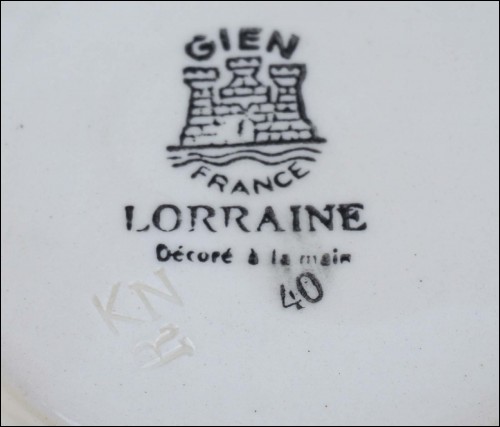 GIEN
FRANCE
LORRAINE
Décoré à la main
40
KN